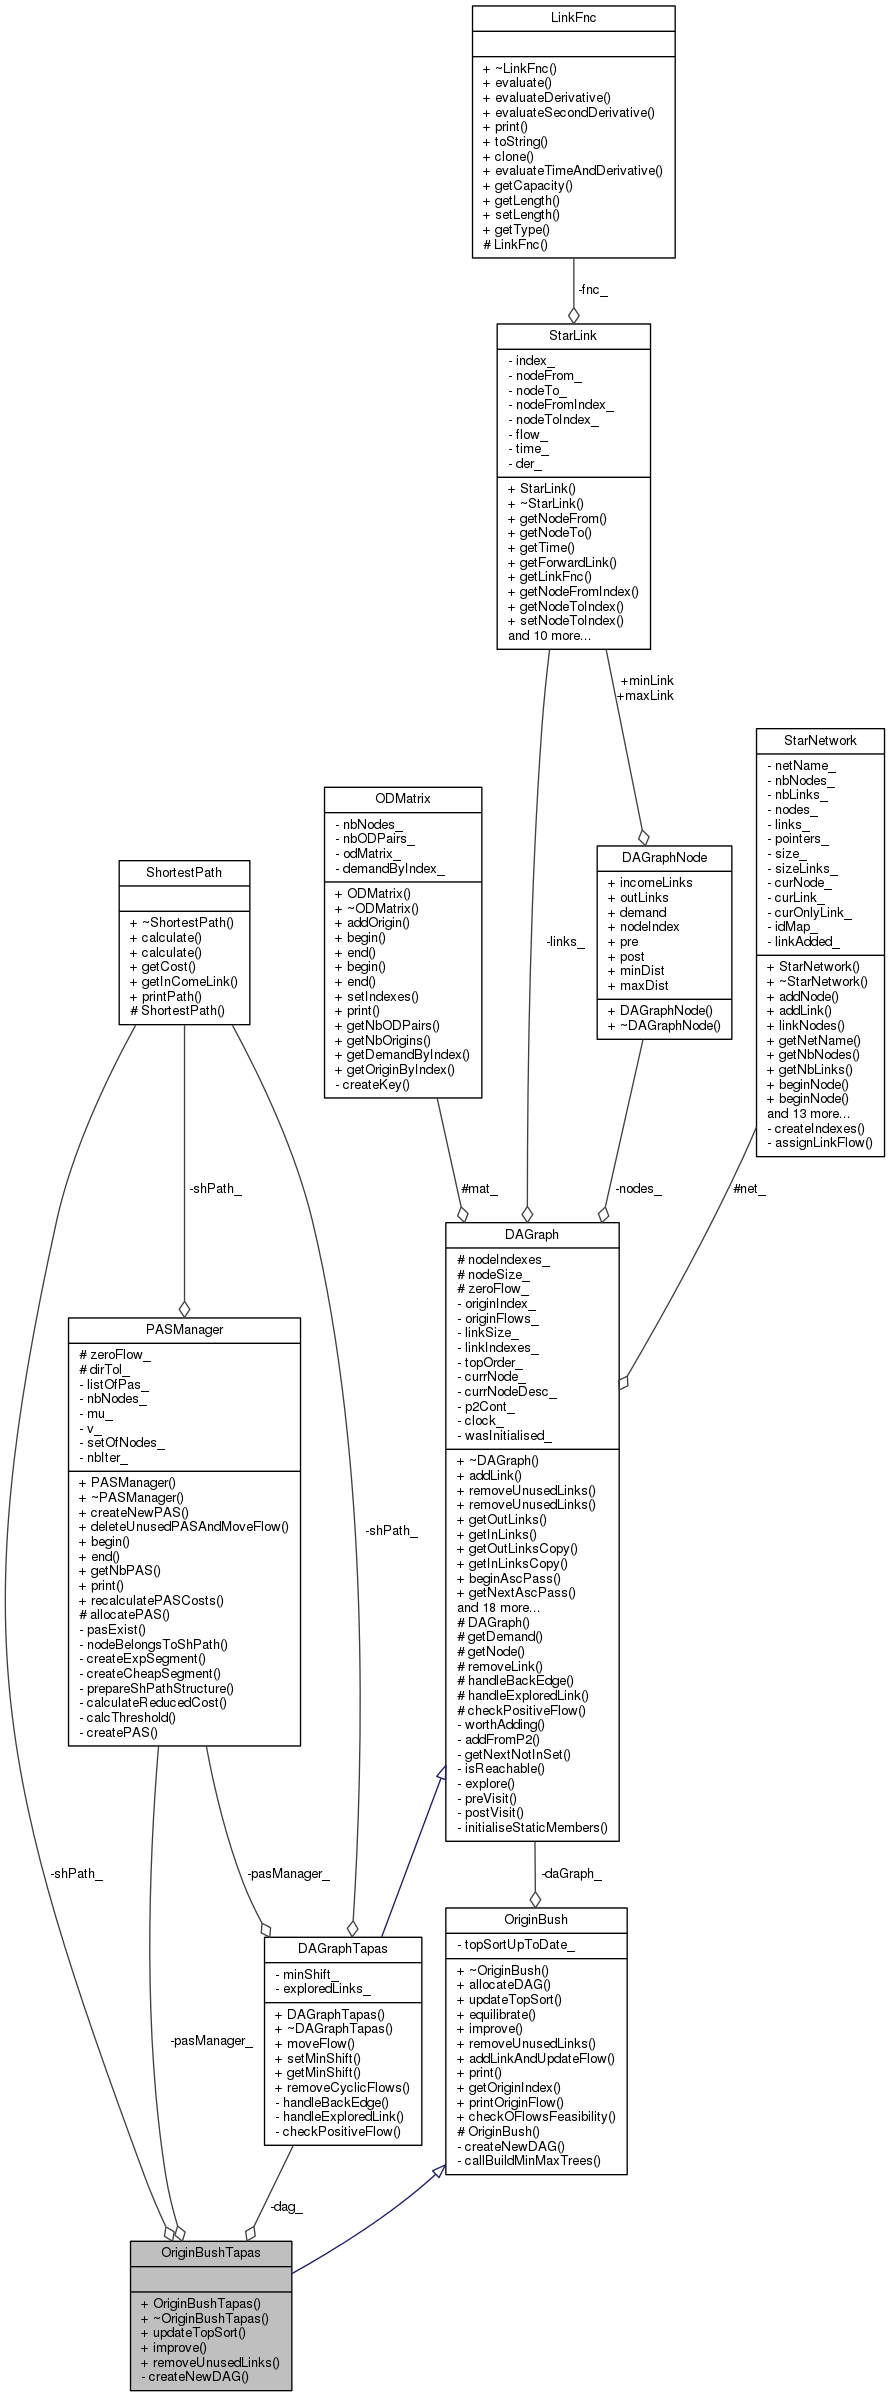 LinkFnc
+ ~LinkFnc()
+ evaluate()
+ evaluateDerivative()
+ evaluateSecondDerivative()
+ print()
+ toString()
+ clone()
+ evaluateTimeAndDerivative()
+ getCapacity()
+ getLength()
+ setLength()
+ getType()
# LinkFnc()
-fnc_
StarLink
- index_
- nodeFrom_
- nodeTo_
- nodeFromIndex_
- nodeToIndex_
- flow_
- time_
- der_
+ StarLink()
+ ~StarLink()
+ getNodeFrom()
+ getNodeTo()
+ getTime()
+ getForwardLink()
+ getLinkFnc()
+ getNodeFromIndex()
+ getNodeToIndex()
+ setNodeToIndex()
and 10 more...
+minLink
+maxLink
StarNetwork
- netName_
- nbNodes_
- nbLinks_
- nodes_
- links_
- pointers_
- size_
- sizeLinks_
- curNode_
- curLink_
- curOnlyLink_
- idMap_
- linkAdded_
+ StarNetwork()
+ ~StarNetwork()
+ addNode()
+ addLink()
+ linkNodes()
+ getNetName()
+ getNbNodes()
+ getNbLinks()
+ beginNode()
+ beginNode()
and 13 more...
- createIndexes()
- assignLinkFlow()
ODMatrix
- nbNodes_
- nbODPairs_
- odMatrix_
- demandByIndex_
+ ODMatrix()
+ ~ODMatrix()
+ addOrigin()
+ begin()
+ end()
+ begin()
+ end()
+ setIndexes()
+ print()
+ getNbODPairs()
+ getNbOrigins()
+ getDemandByIndex()
+ getOriginByIndex()
- createKey()
DAGraphNode
+ incomeLinks
+ outLinks
+ demand
+ nodeIndex
+ pre
+ post
+ minDist
+ maxDist
+ DAGraphNode()
+ ~DAGraphNode()
ShortestPath
+ ~ShortestPath()
+ calculate()
+ calculate()
+ getCost()
+ getInComeLink()
+ printPath()
# ShortestPath()
-links_
-shPath_
#mat_
-nodes_
#net_
DAGraph
# nodeIndexes_
# nodeSize_
# zeroFlow_
- originIndex_
- originFlows_
- linkSize_
- linkIndexes_
- topOrder_
- currNode_
- currNodeDesc_
- p2Cont_
- clock_
- wasInitialised_
+ ~DAGraph()
+ addLink()
+ removeUnusedLinks()
+ removeUnusedLinks()
+ getOutLinks()
+ getInLinks()
+ getOutLinksCopy()
+ getInLinksCopy()
+ beginAscPass()
+ getNextAscPass()
and 18 more...
# DAGraph()
# getDemand()
# getNode()
# removeLink()
# handleBackEdge()
# handleExploredLink()
# checkPositiveFlow()
- worthAdding()
- addFromP2()
- getNextNotInSet()
- isReachable()
- explore()
- preVisit()
- postVisit()
- initialiseStaticMembers()
PASManager
# zeroFlow_
# dirTol_
- listOfPas_
- nbNodes_
- mu_
- v_
- setOfNodes_
- nbIter_
+ PASManager()
+ ~PASManager()
+ createNewPAS()
+ deleteUnusedPASAndMoveFlow()
+ begin()
+ end()
+ getNbPAS()
+ print()
+ recalculatePASCosts()
# allocatePAS()
- pasExist()
- nodeBelongsToShPath()
- createExpSegment()
- createCheapSegment()
- prepareShPathStructure()
- calculateReducedCost()
- calcThreshold()
- createPAS()
-shPath_
-shPath_
-pasManager_
-daGraph_
OriginBush
- topSortUpToDate_
+ ~OriginBush()
+ allocateDAG()
+ updateTopSort()
+ equilibrate()
+ improve()
+ removeUnusedLinks()
+ addLinkAndUpdateFlow()
+ print()
+ getOriginIndex()
+ printOriginFlow()
+ checkOFlowsFeasibility()
# OriginBush()
- createNewDAG()
- callBuildMinMaxTrees()
DAGraphTapas
- minShift_
- exploredLinks_
+ DAGraphTapas()
+ ~DAGraphTapas()
+ moveFlow()
+ setMinShift()
+ getMinShift()
+ removeCyclicFlows()
- handleBackEdge()
- handleExploredLink()
- checkPositiveFlow()
-pasManager_
-dag_
OriginBushTapas
+ OriginBushTapas()
+ ~OriginBushTapas()
+ updateTopSort()
+ improve()
+ removeUnusedLinks()
- createNewDAG()